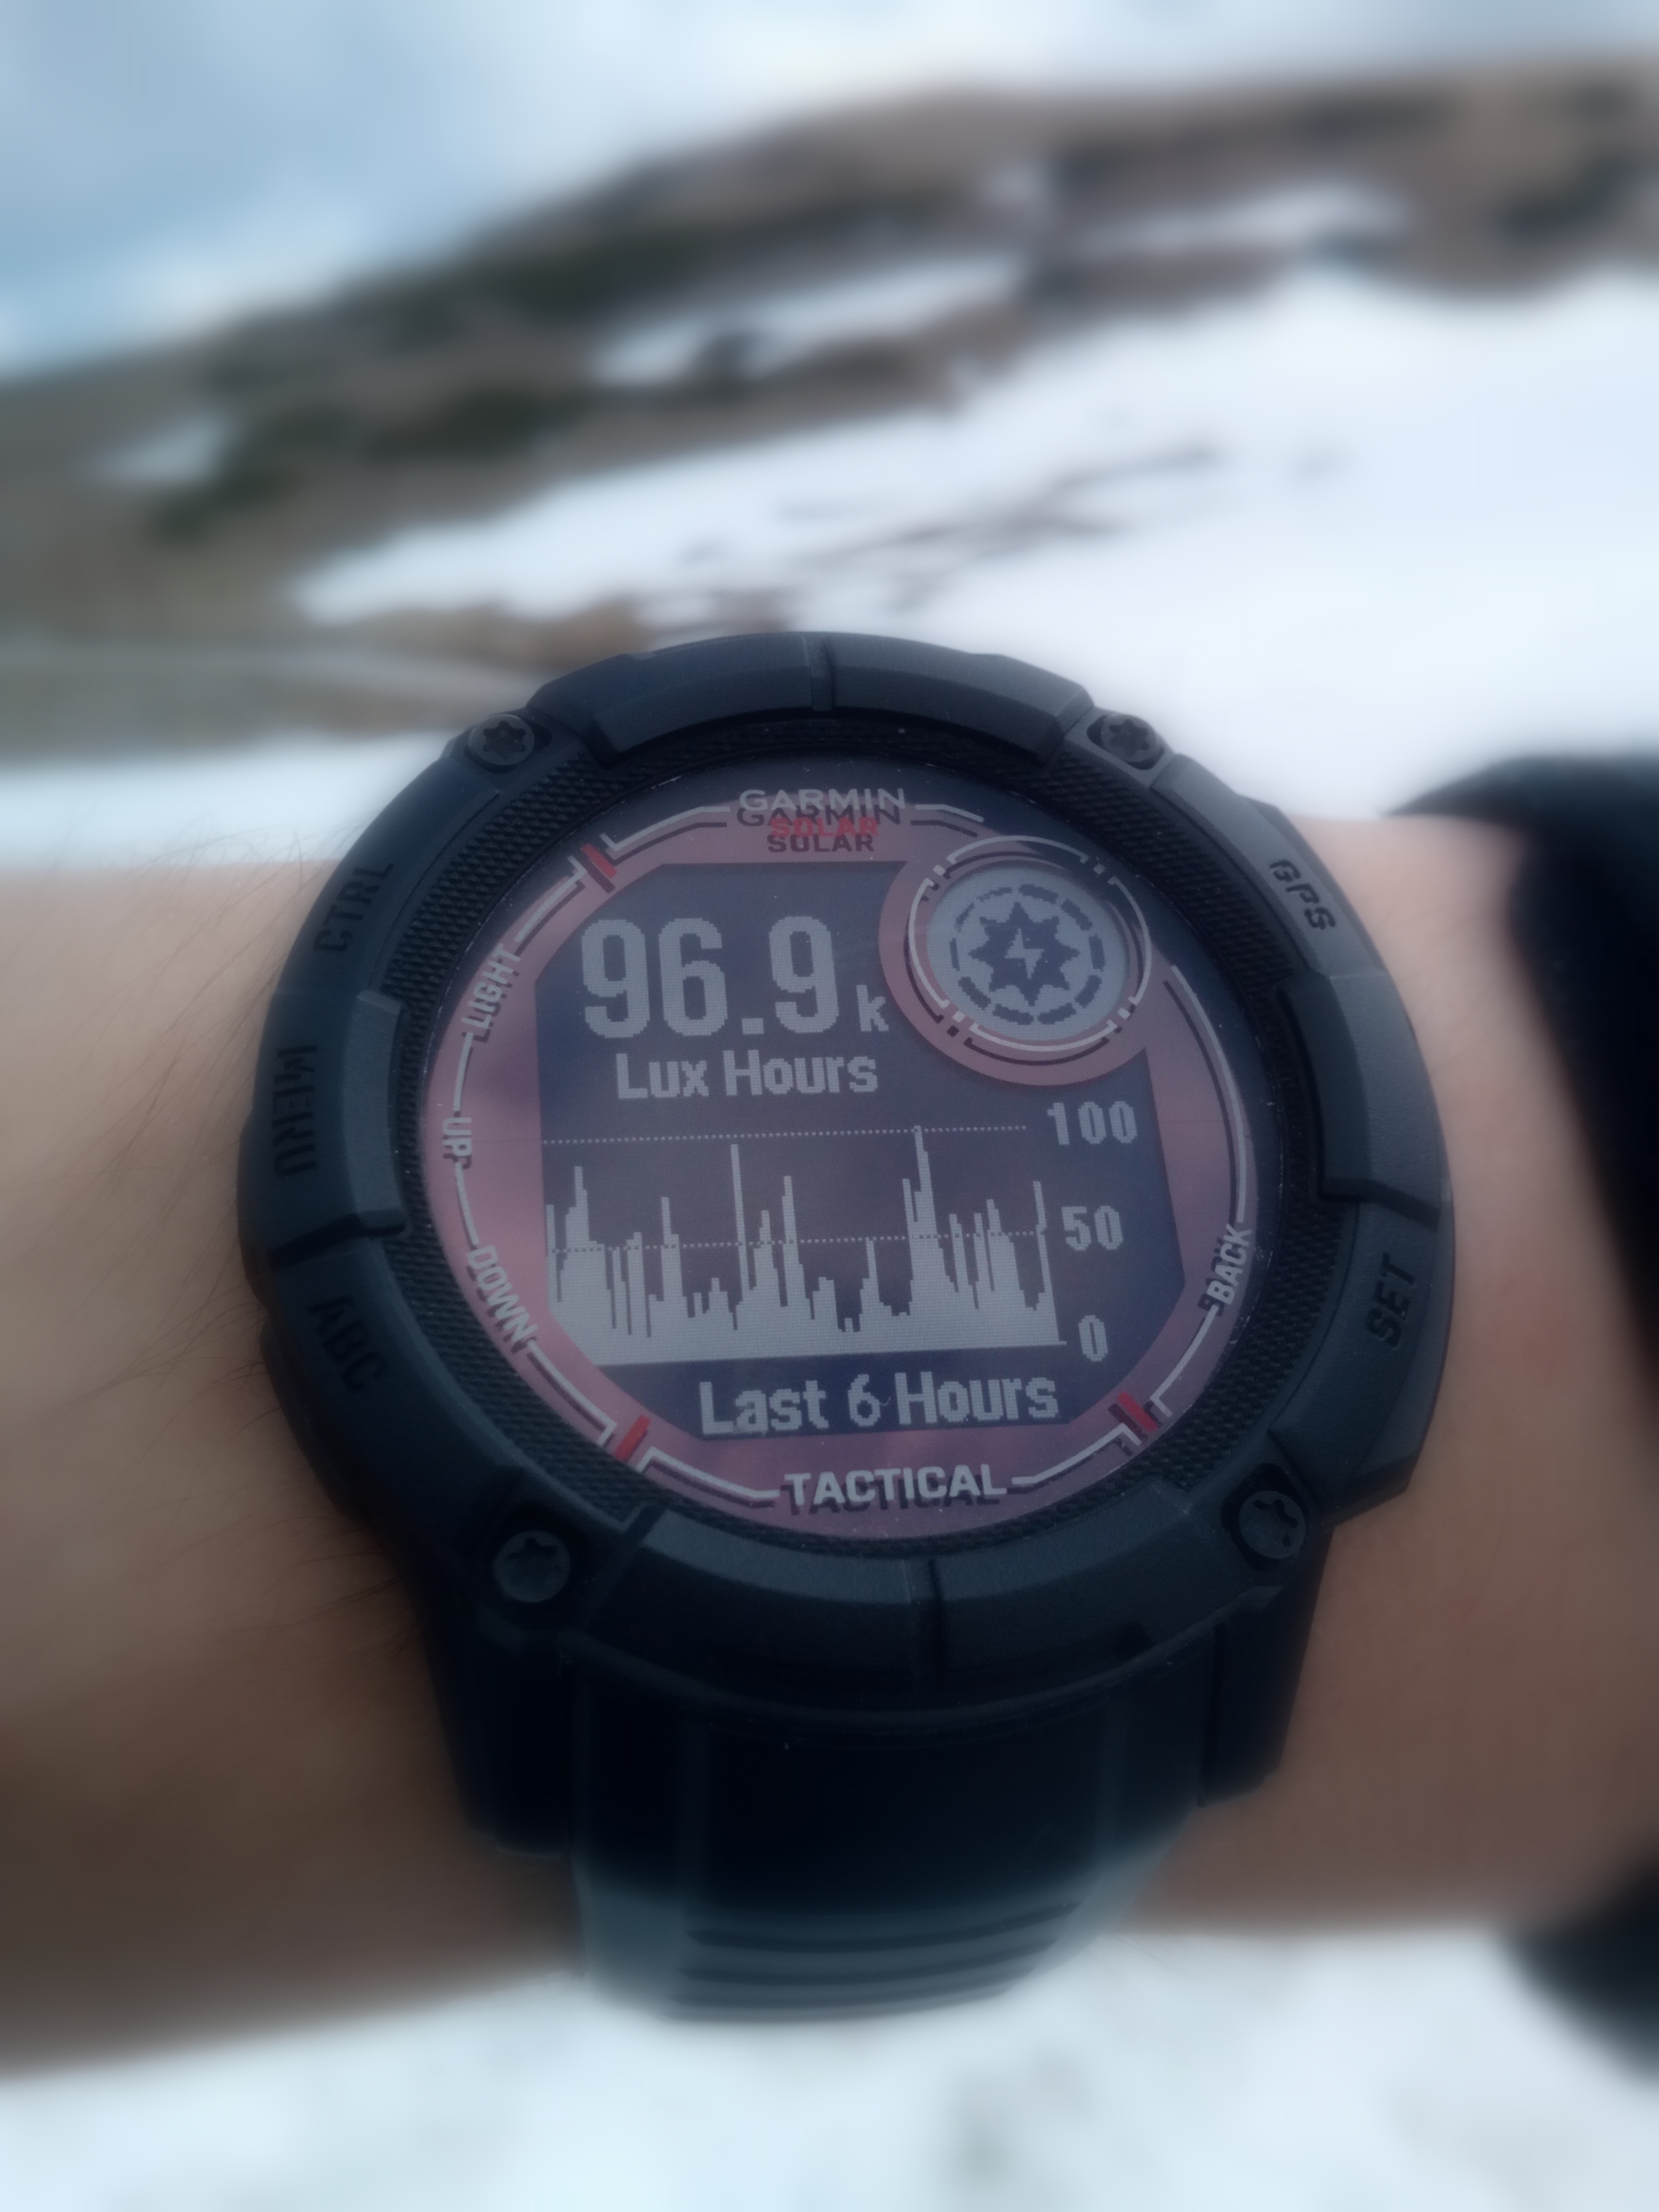 GARMIN
SOLAR
CTRL
GPS
LIGHT
96.9 k
Lux Hours
MENU
UP
100
50
0
DOWN
BACK
SET
ABC
Last 6 Hours
TACTICAL